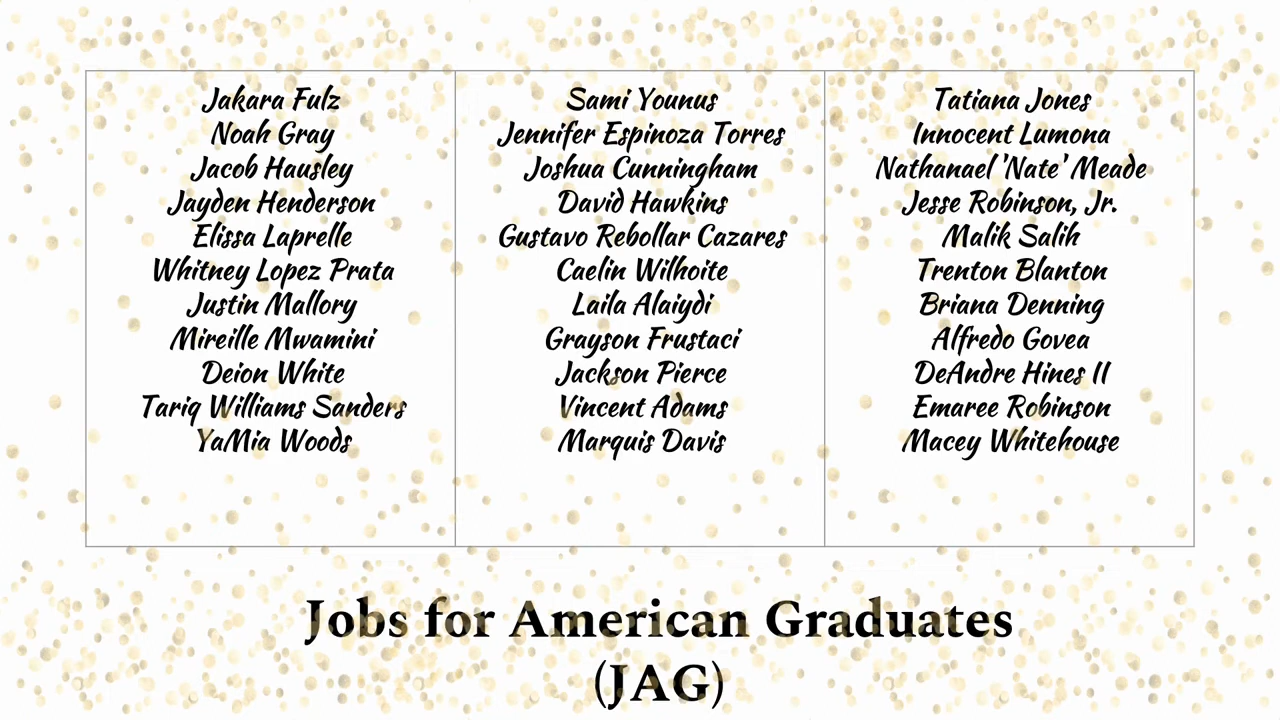 Jakara Fulz
Noah Gray
Jacob Hausley
Jayden Henderson
Elissa Laprelle
Whitney Lopez Prata
Justin Mallory
Mireille Mwamini
Deion White
Tariq Williams Sanders
YaMia Woods
Sami Younus
Jennifer Espinoza Torres
Joshua Cunningham
David Hawkins
Gustavo Rebollar Cazares
Caelin Wilhoite
Laila Alaiydi
Grayson Frustaci
Jackson Pierce
Vincent Adams
Marquis Davis
Tatiana Jones
Innocent Lumona
Nathanael 'Nate' Meade
Jesse Robinson, Jr.
Malik Salih
Trenton Blanton
Briana Denning
Alfredo Govea
DeAndre Hines II
Emaree Robinson
Macey Whitehouse
Jobs for American Graduates
(JAG)